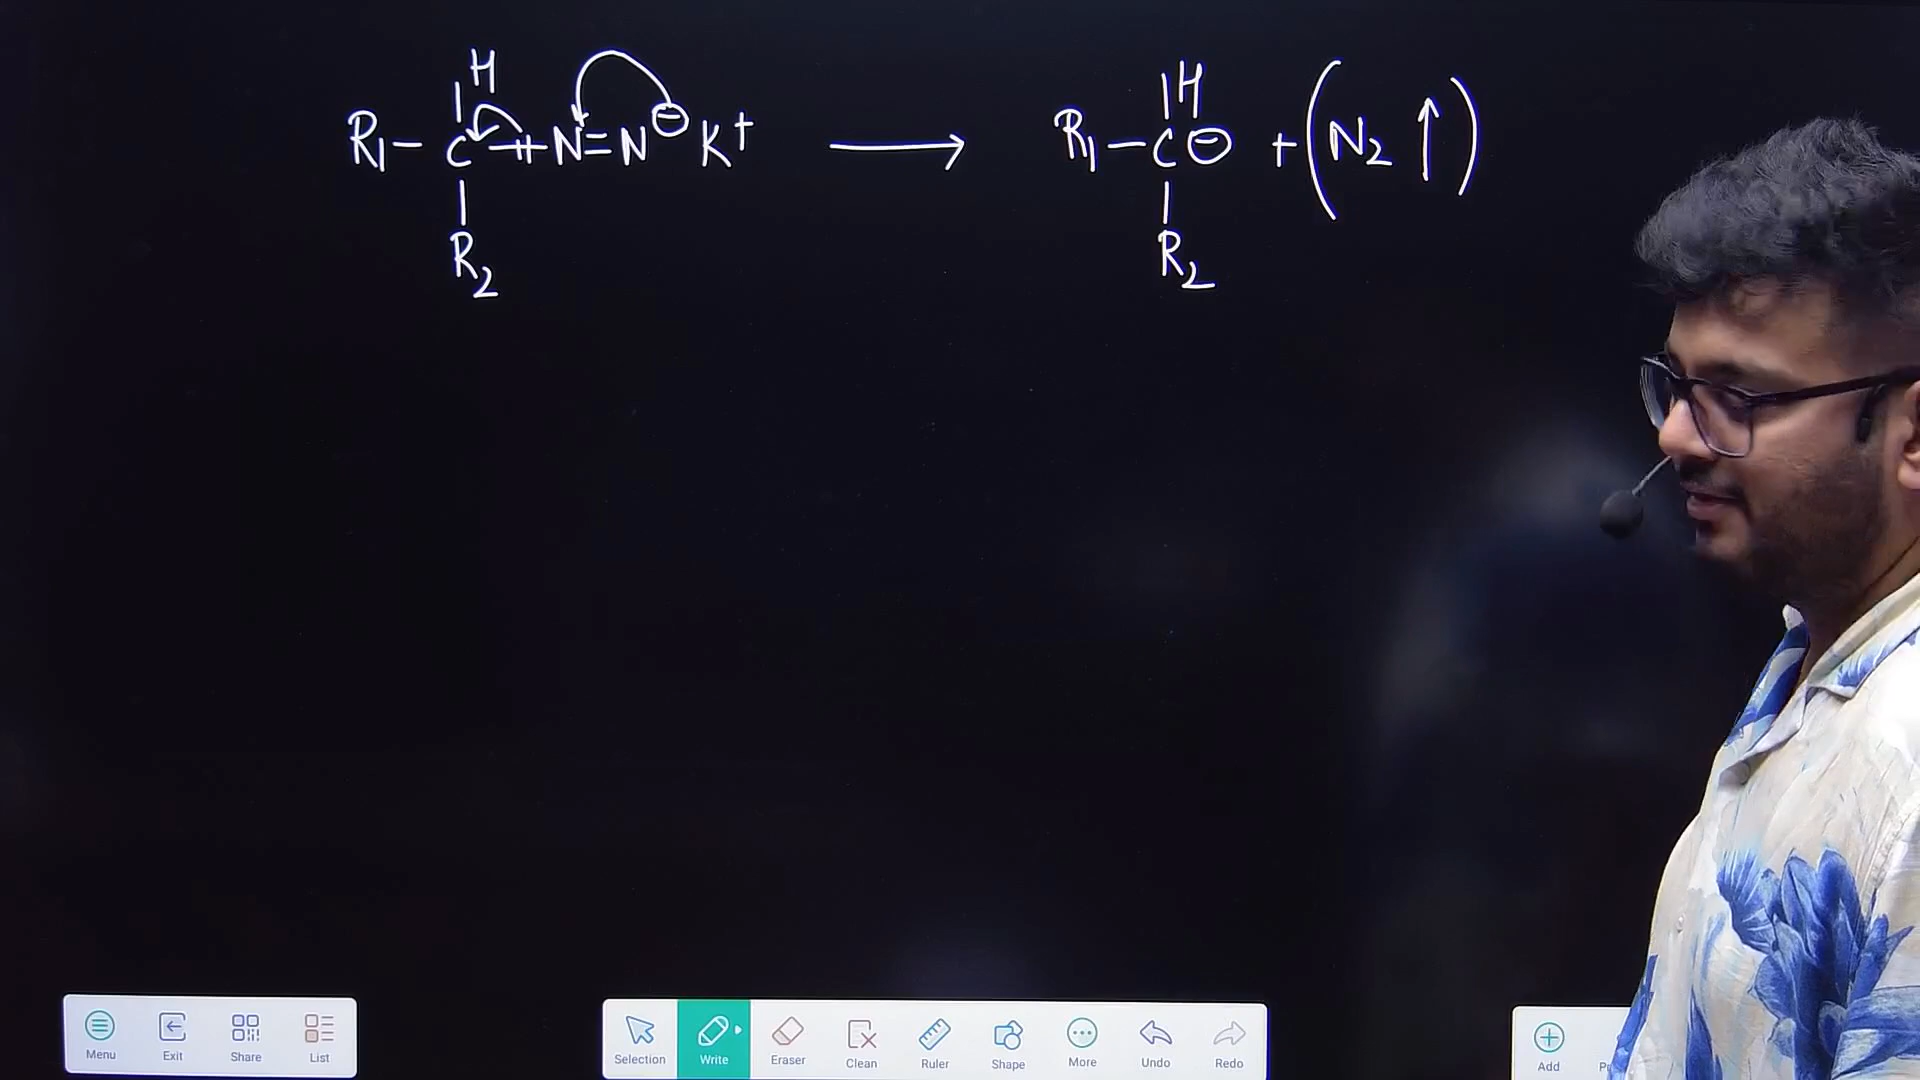 H H
R1 – C – N = N ⊖ K+ ⟶ R1 – C ⊖ + ( N2 ↑ )
R2 R2
Menu Exit Share List Selection Write Eraser Clean Ruler Shape More Undo Redo Add